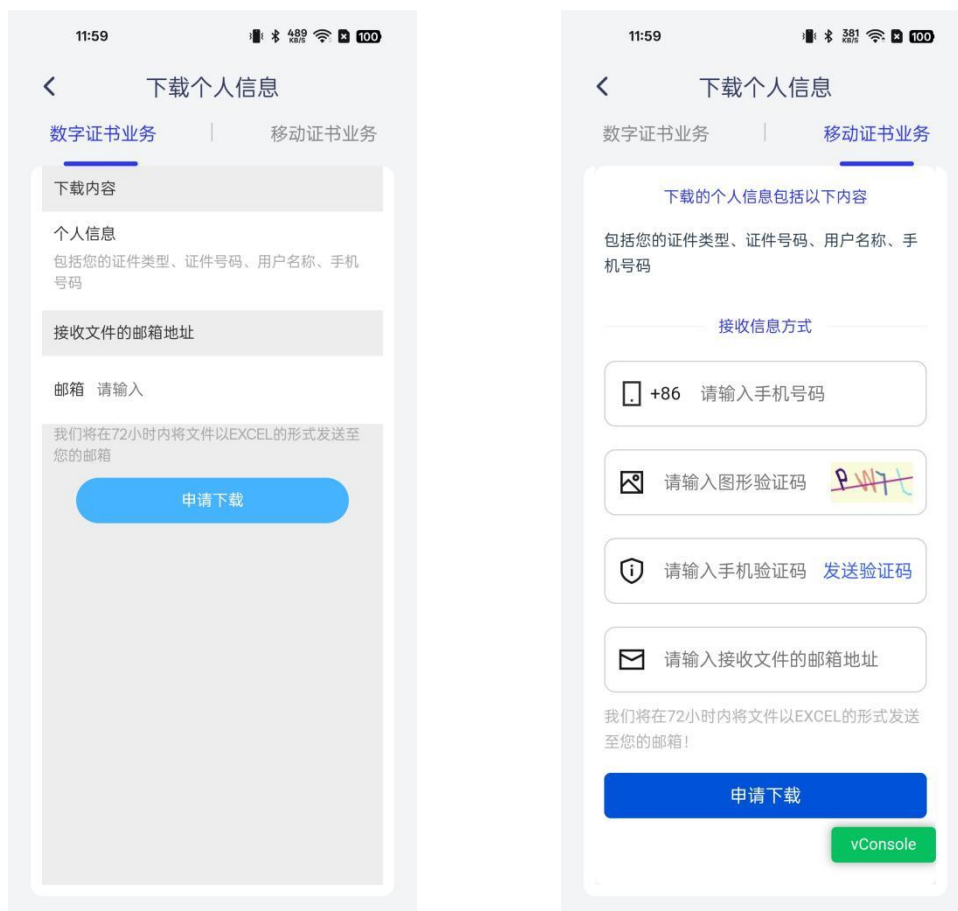 11:59
489 KB/S
100
下载个人信息
数字证书业务
移动证书业务
下载内容
个人信息
包括您的证件类型、证件号码、用户名称、手机
号码
接收文件的邮箱地址
邮箱 请输入
我们将在72小时内将文件以EXCEL的形式发送至
您的邮箱
申请下载
11:59
381 KB/S
100
下载个人信息
数字证书业务
移动证书业务
下载的个人信息包括以下内容
包括您的证件类型、证件号码、用户名称、手
机号码
接收信息方式
+86 请输入手机号码
请输入图形验证码
请输入手机验证码 发送验证码
请输入接收文件的邮箱地址
我们将在72小时内将文件以EXCEL的形式发送
至您的邮箱!
申请下载
vConsole